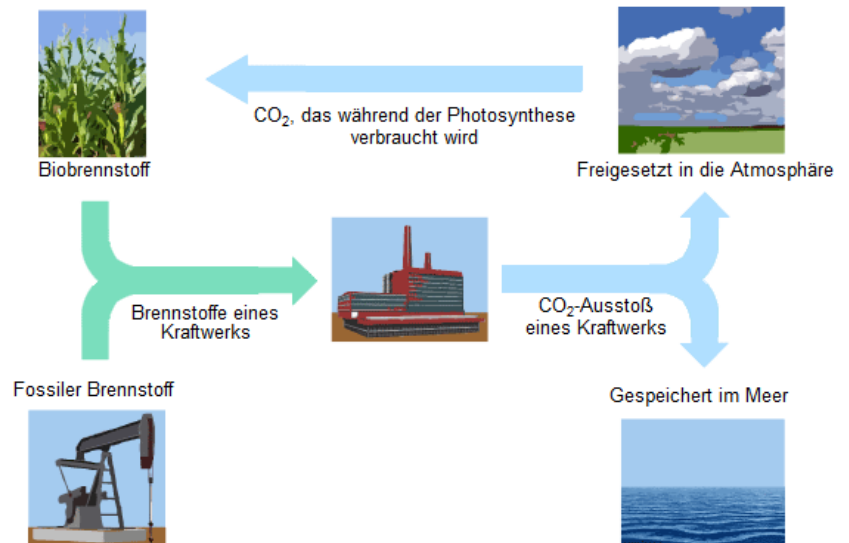 CO₂, das während der Photosynthese
verbraucht wird
Biobrennstoff
Freigesetzt in die Atmosphäre
Brennstoffe eines
Kraftwerks
CO₂-Ausstoß
eines Kraftwerks
Fossiler Brennstoff
Gespeichert im Meer